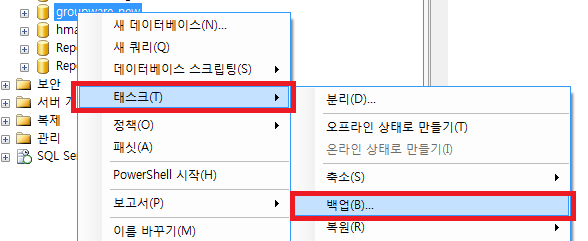 groupware_new
hma
Repo
Repo
보안
서버 개
복제
관리
SQL Se
새 데이터베이스(N)...
새 쿼리(Q)
데이터베이스 스크립팅(S)
태스크(T)
정책(O)
패싯(A)
PowerShell 시작(H)
보고서(P)
이름 바꾸기(M)
분리(D)...
오프라인 상태로 만들기(T)
온라인 상태로 만들기(I)
축소(S)
백업(B)...
복원(R)